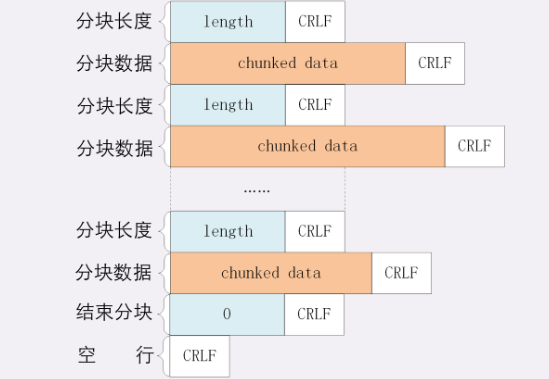 分块长度 length CRLF
分块数据 chunked data CRLF
分块长度 length CRLF
分块数据 chunked data CRLF
......
分块长度 length CRLF
分块数据 chunked data CRLF
结束分块 0 CRLF
空 行 CRLF